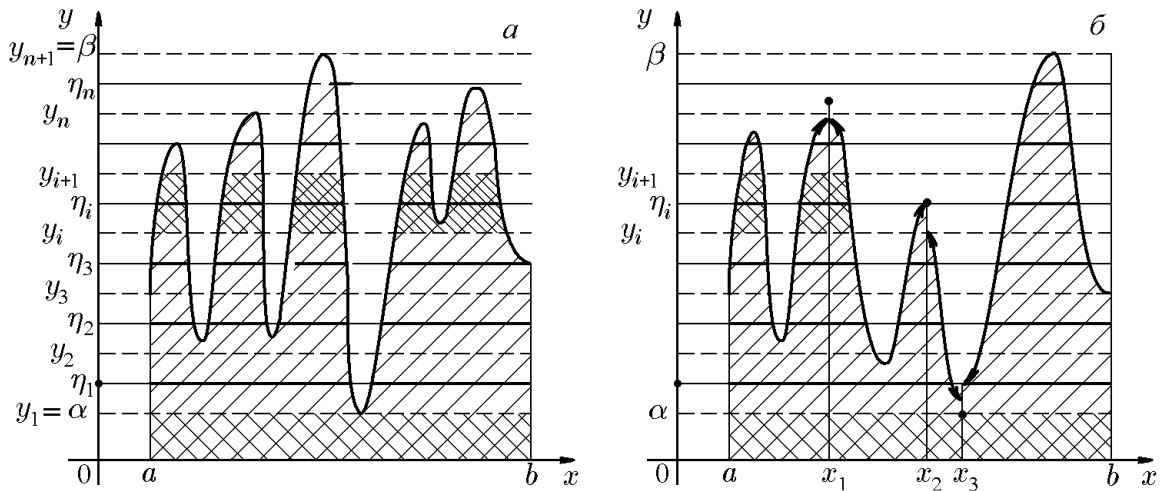 y
а
y_{n+1} = β
η_n
y_n
y_{i+1}
η_i
y_i
η_3
y_3
η_2
y_2
η_1
y_1 = α
0
a
b
x
y
б
β
y_{i+1}
η_i
y_i
α
0
a
x_1
x_2
x_3
b
x